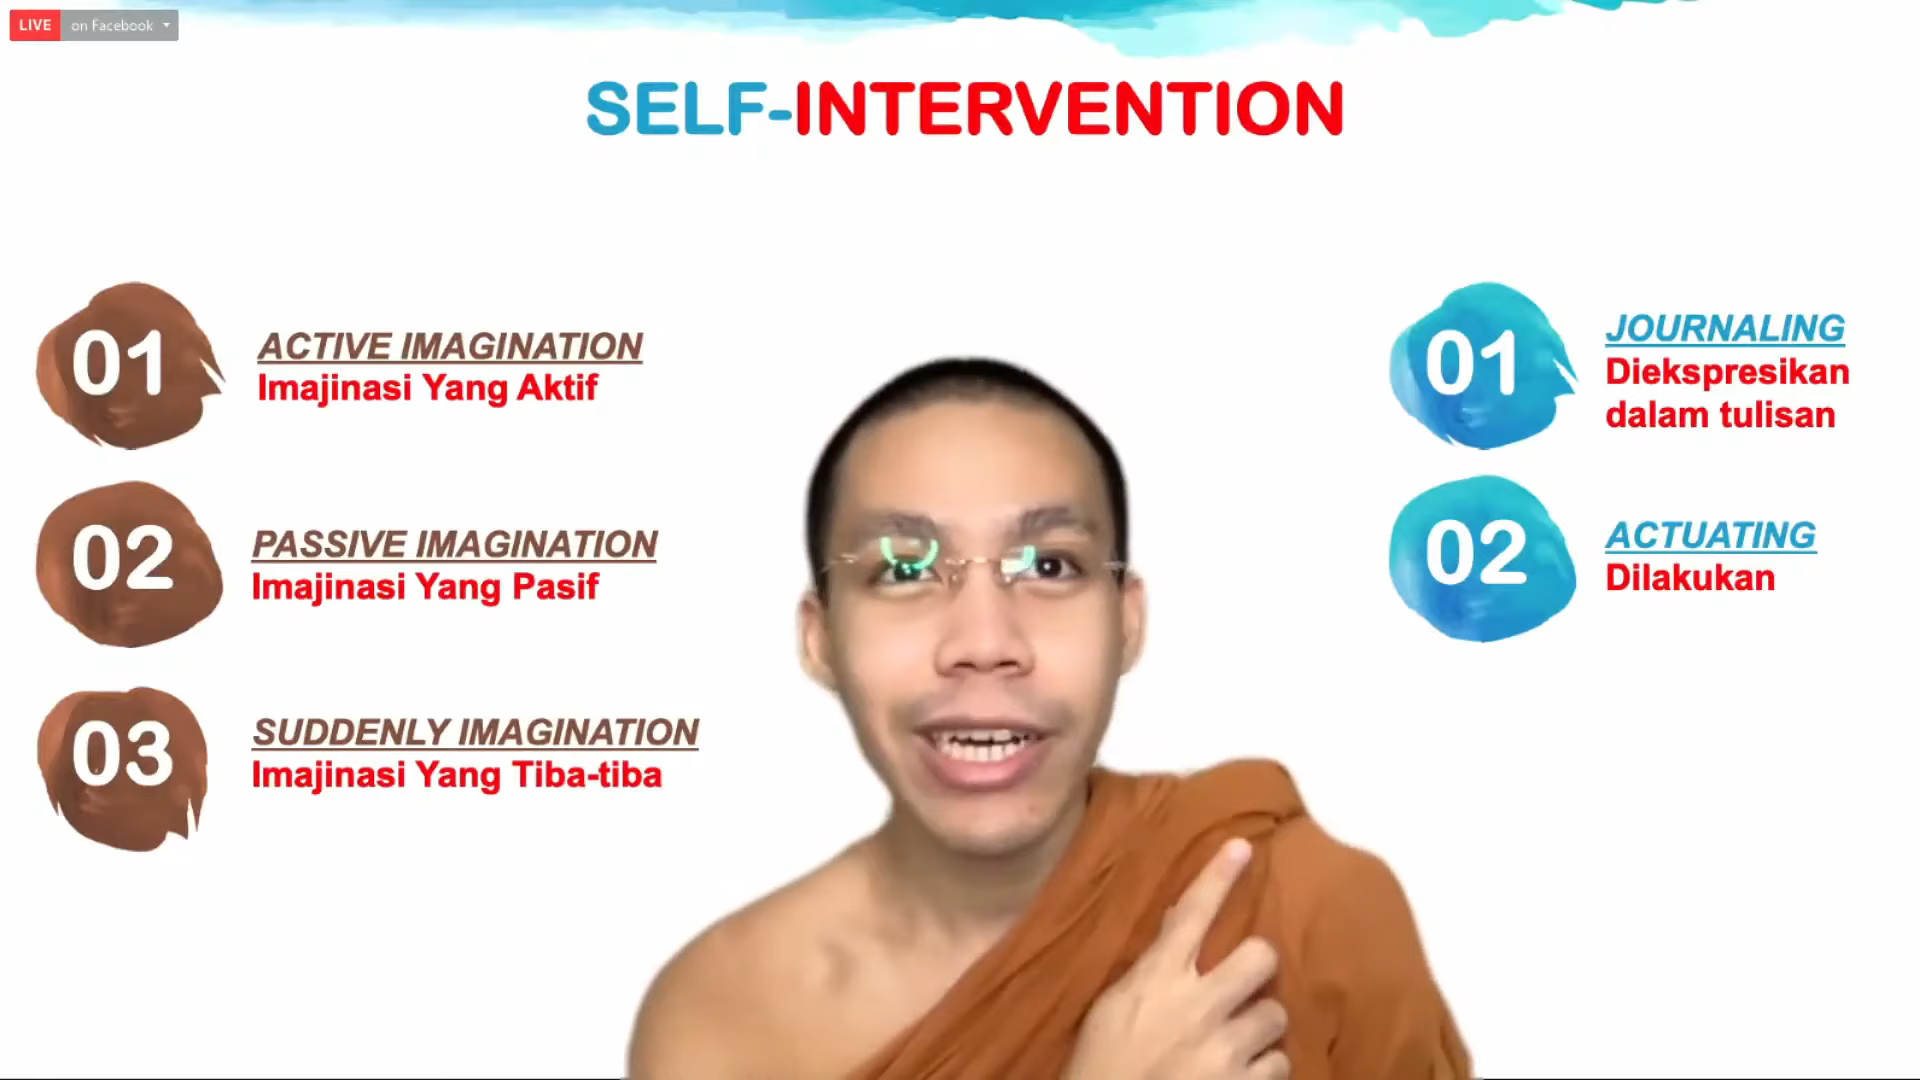 LIVE on Facebook
SELF-INTERVENTION
01
ACTIVE IMAGINATION
Imajinasi Yang Aktif
02
PASSIVE IMAGINATION
Imajinasi Yang Pasif
03
SUDDENLY IMAGINATION
Imajinasi Yang Tiba-tiba
01
JOURNALING
Diekspresikan
dalam tulisan
02
ACTUATING
Dilakukan